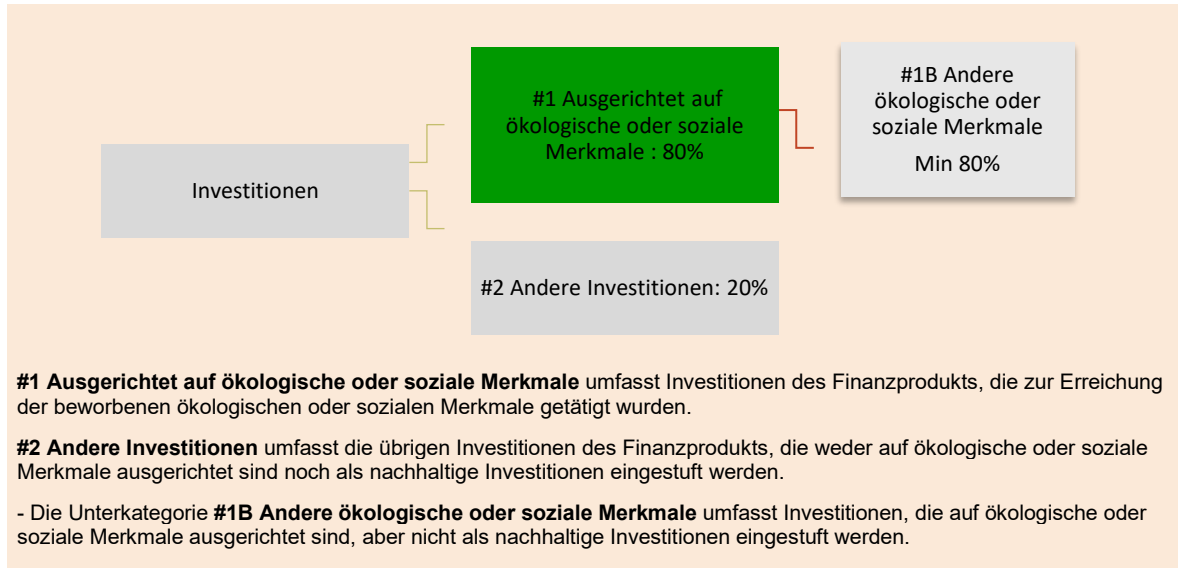 #1 Ausgerichtet auf
ökologische oder soziale
Merkmale : 80%
#1B Andere
ökologische oder
soziale Merkmale
Min 80%
Investitionen
#2 Andere Investitionen: 20%
#1 Ausgerichtet auf ökologische oder soziale Merkmale umfasst Investitionen des Finanzprodukts, die zur Erreichung
der beworbenen ökologischen oder sozialen Merkmale getätigt wurden.
#2 Andere Investitionen umfasst die übrigen Investitionen des Finanzprodukts, die weder auf ökologische oder soziale
Merkmale ausgerichtet sind noch als nachhaltige Investitionen eingestuft werden.
- Die Unterkategorie #1B Andere ökologische oder soziale Merkmale umfasst Investitionen, die auf ökologische oder
soziale Merkmale ausgerichtet sind, aber nicht als nachhaltige Investitionen eingestuft werden.